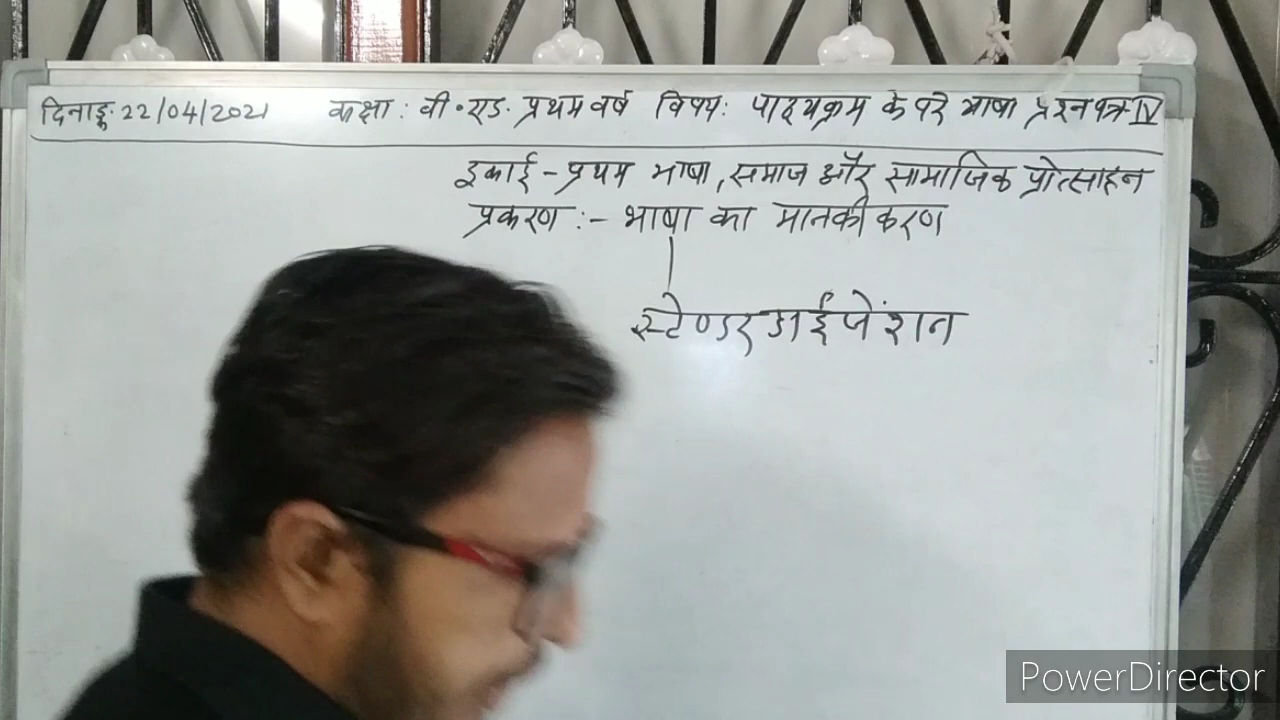 दिनाङ्क: 22/04/2021 कक्षा: बी.एड. प्रथम वर्ष विषय: पाठ्यक्रम के परे भाषा प्रश्नपत्र-IV
इकाई - प्रथम भाषा, समाज और सामाजिक प्रोत्साहन
प्रकरण :- भाषा का मानकीकरण
स्टेण्डरडाईजेंशन
PowerDirector